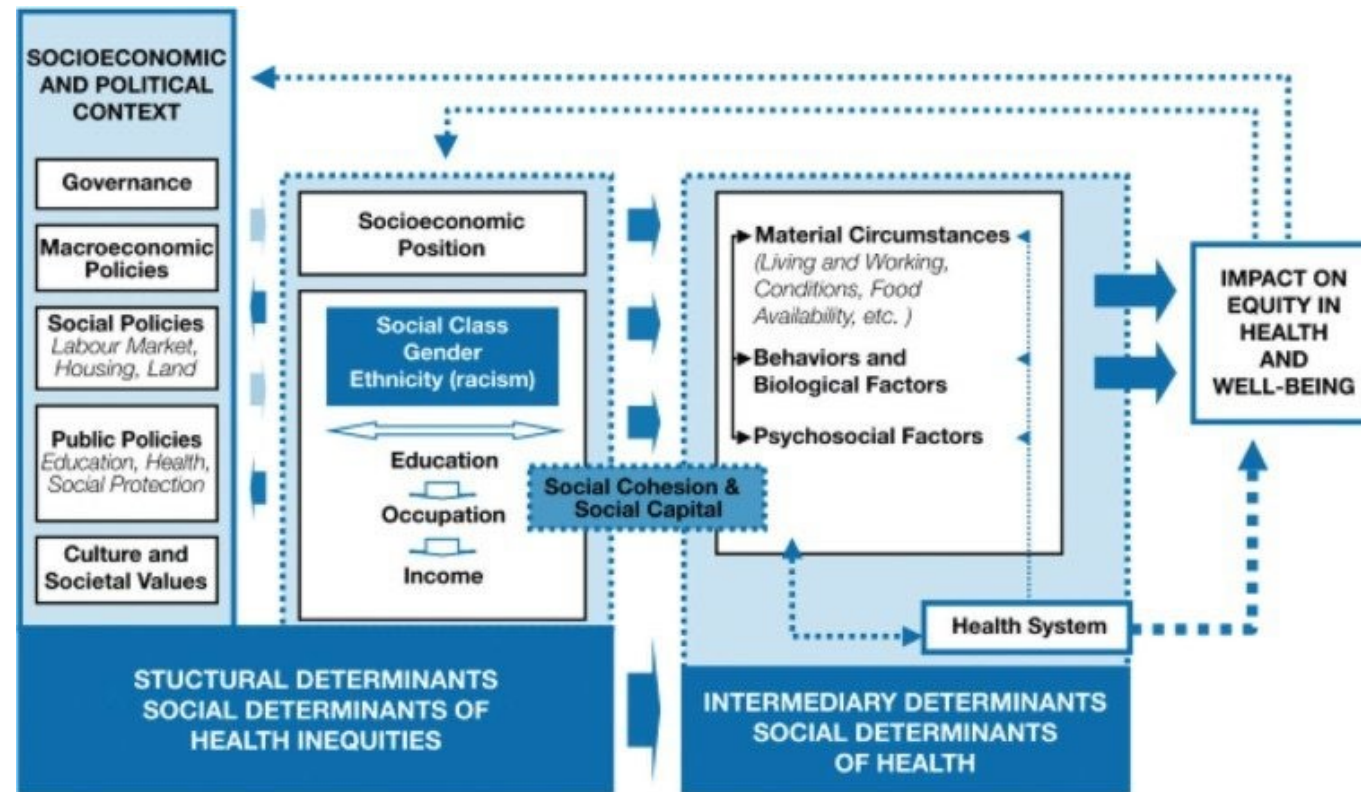 SOCIOECONOMIC
AND POLITICAL
CONTEXT
Governance
Macroeconomic
Policies
Social Policies
Labour Market,
Housing, Land
Public Policies
Education, Health,
Social Protection
Culture and
Societal Values
Socioeconomic
Position
Social Class
Gender
Ethnicity (racism)
Education
Occupation
Income
Social Cohesion &
Social Capital
Material Circumstances
(Living and Working,
Conditions, Food
Availability, etc. )
Behaviors and
Biological Factors
Psychosocial Factors
Health System
IMPACT ON
EQUITY IN
HEALTH
AND
WELL-BEING
STUCTURAL DETERMINANTS
SOCIAL DETERMINANTS OF
HEALTH INEQUITIES
INTERMEDIARY DETERMINANTS
SOCIAL DETERMINANTS
OF HEALTH